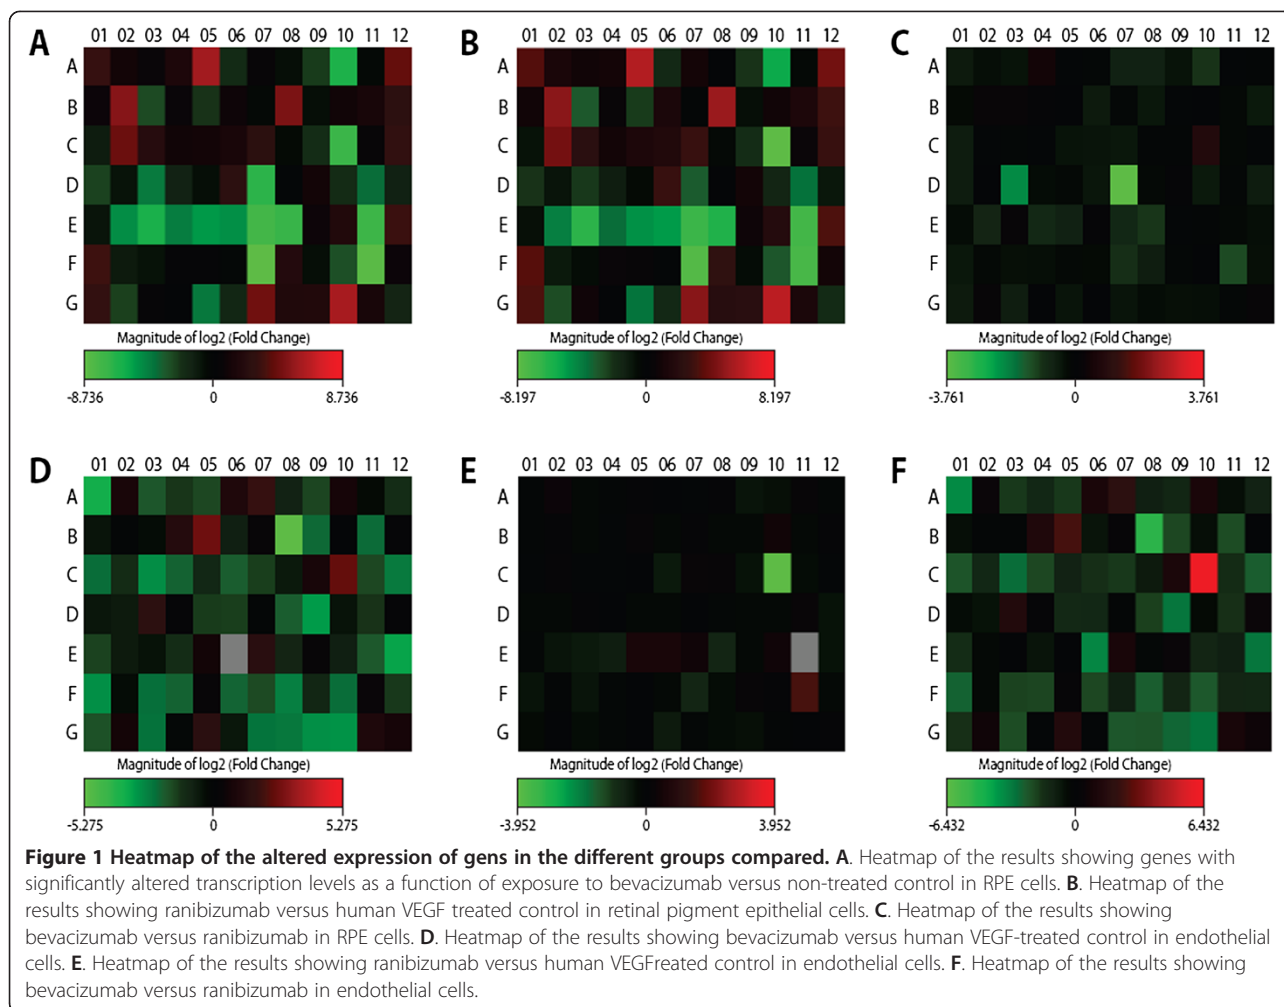 A 01 02 03 04 05 06 07 08 09 10 11 12
A
B
C
D
E
F
G
Magnitude of log2 (Fold Change)
-8.736 0 8.736
B 01 02 03 04 05 06 07 08 09 10 11 12
A
B
C
D
E
F
G
Magnitude of log2 (Fold Change)
-8.197 0 8.197
C 01 02 03 04 05 06 07 08 09 10 11 12
A
B
C
D
E
F
G
Magnitude of log2 (Fold Change)
-3.761 0 3.761
D 01 02 03 04 05 06 07 08 09 10 11 12
A
B
C
D
E
F
G
Magnitude of log2 (Fold Change)
-5.275 0 5.275
E 01 02 03 04 05 06 07 08 09 10 11 12
A
B
C
D
E
F
G
Magnitude of log2 (Fold Change)
-3.952 0 3.952
F 01 02 03 04 05 06 07 08 09 10 11 12
A
B
C
D
E
F
G
Magnitude of log2 (Fold Change)
-6.432 0 6.432
Figure 1 Heatmap of the altered expression of gens in the different groups compared. A. Heatmap of the results showing genes with
significantly altered transcription levels as a function of exposure to bevacizumab versus non-treated control in RPE cells. B. Heatmap of the
results showing ranibizumab versus human VEGF treated control in retinal pigment epithelial cells. C. Heatmap of the results showing
bevacizumab versus ranibizumab in RPE cells. D. Heatmap of the results showing bevacizumab versus human VEGF-treated control in endothelial
cells. E. Heatmap of the results showing ranibizumab versus human VEGFreated control in endothelial cells. F. Heatmap of the results showing
bevacizumab versus ranibizumab in endothelial cells.